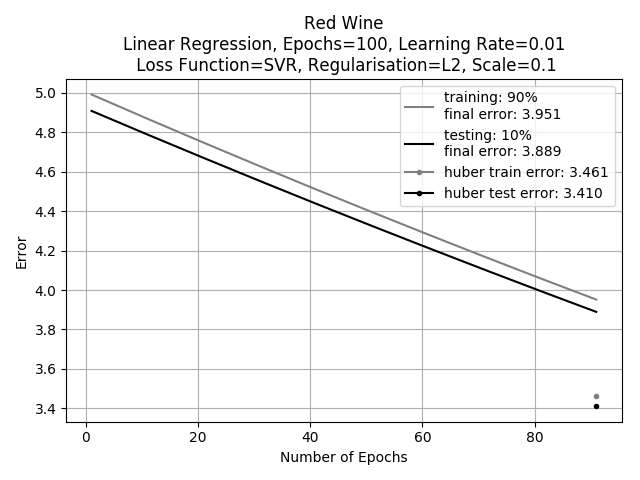 Red Wine
Linear Regression, Epochs=100, Learning Rate=0.01
Loss Function=SVR, Regularisation=L2, Scale=0.1
5.0
4.8
4.6
4.4
4.2
4.0
3.8
3.6
3.4
Error
training: 90%
final error: 3.951
testing: 10%
final error: 3.889
huber train error: 3.461
huber test error: 3.410
0
20
40
60
80
Number of Epochs